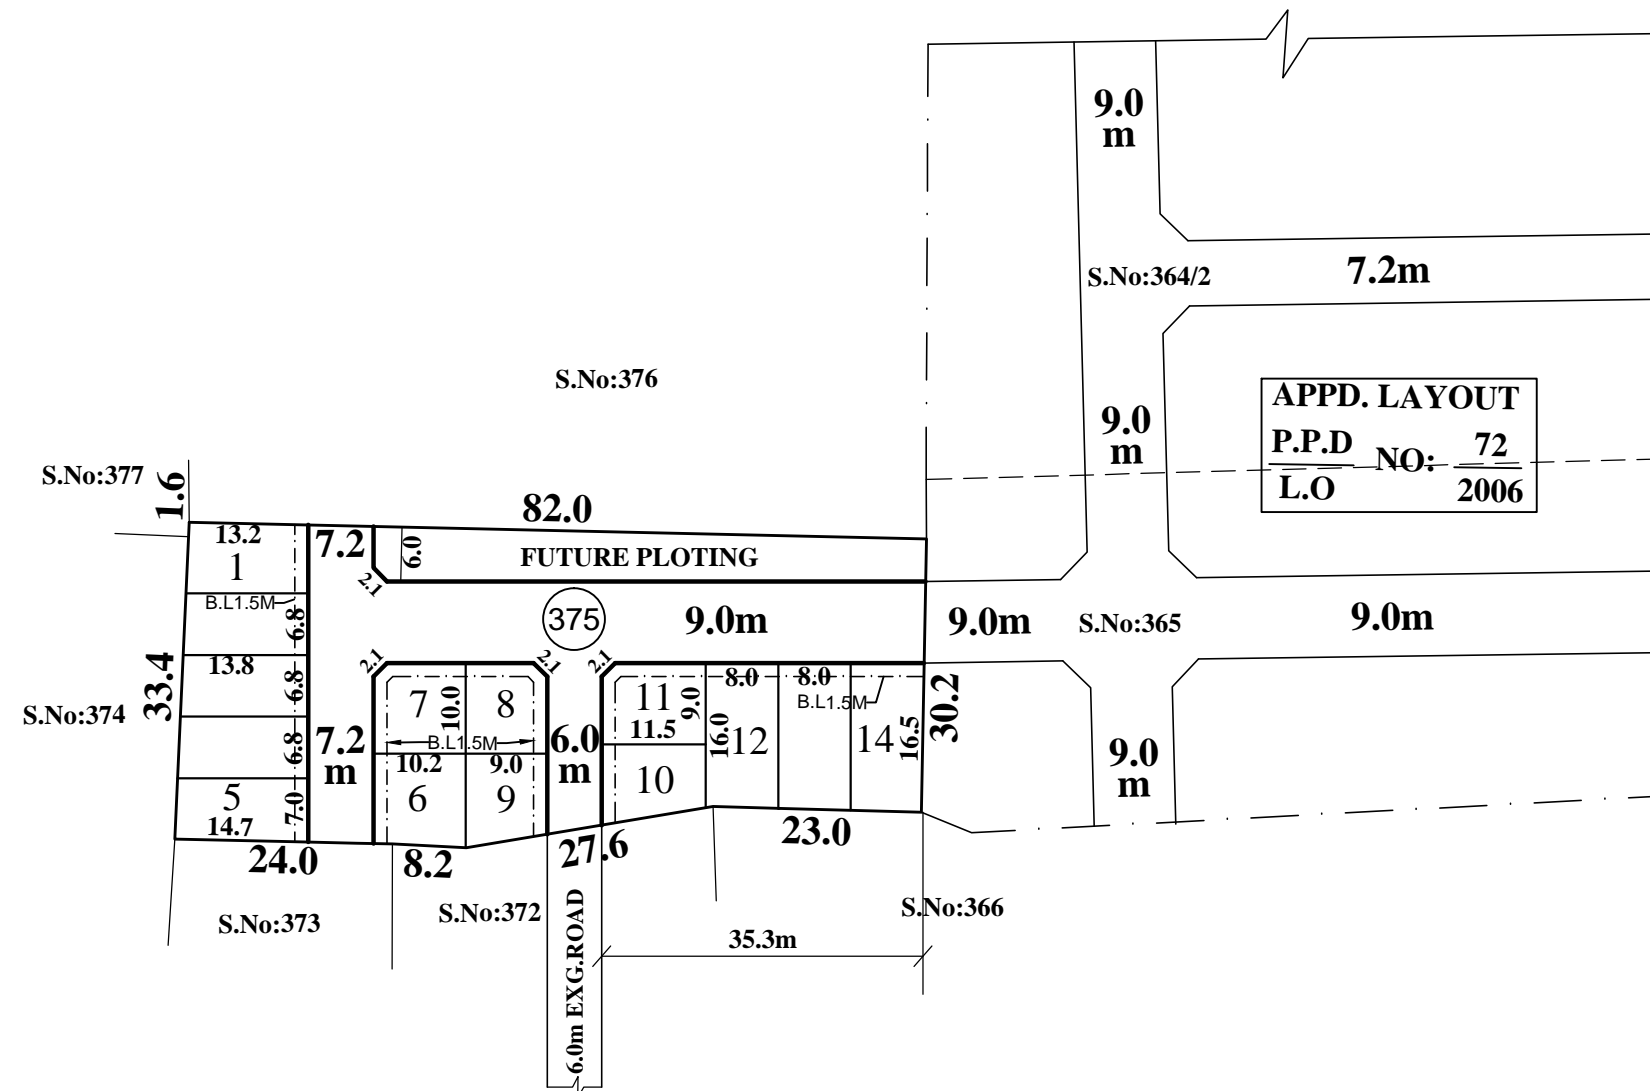 9.0
m
S.No:364/2
7.2m
S.No:376
APPD. LAYOUT
P.P.D
L.O
NO:
72
2006
9.0
m
S.No:377
1.6
82.0
13.2
1
7.2
6.0
FUTURE PLOTING
2.1
B.L1.5M
6.8
375
9.0m
9.0m
S.No:365
9.0m
33.4
13.8
6.8
2.1
2.1
2.1
7
10.0
8
11
9.0
8.0
8.0
B.L1.5M
30.2
S.No:374
6.8
7.2
m
B.L1.5M
6.0
m
11.5
16.0
12
14
16.5
10.2
9.0
10
9.0
m
5
7.0
14.7
6
9
24.0
8.2
27.6
23.0
S.No:373
S.No:372
S.No:366
35.3m
6.0m EXG.ROAD